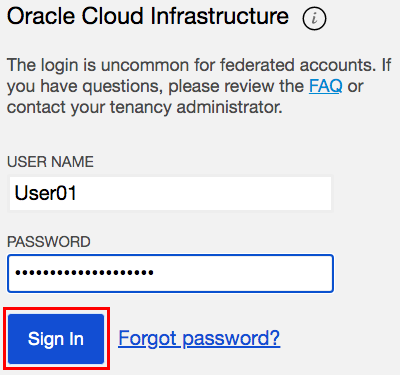 Oracle Cloud Infrastructure i
The login is uncommon for federated accounts. If
you have questions, please review the FAQ or
contact your tenancy administrator.
USER NAME
User01
PASSWORD
••••••••••••••••••••
Sign In Forgot password?